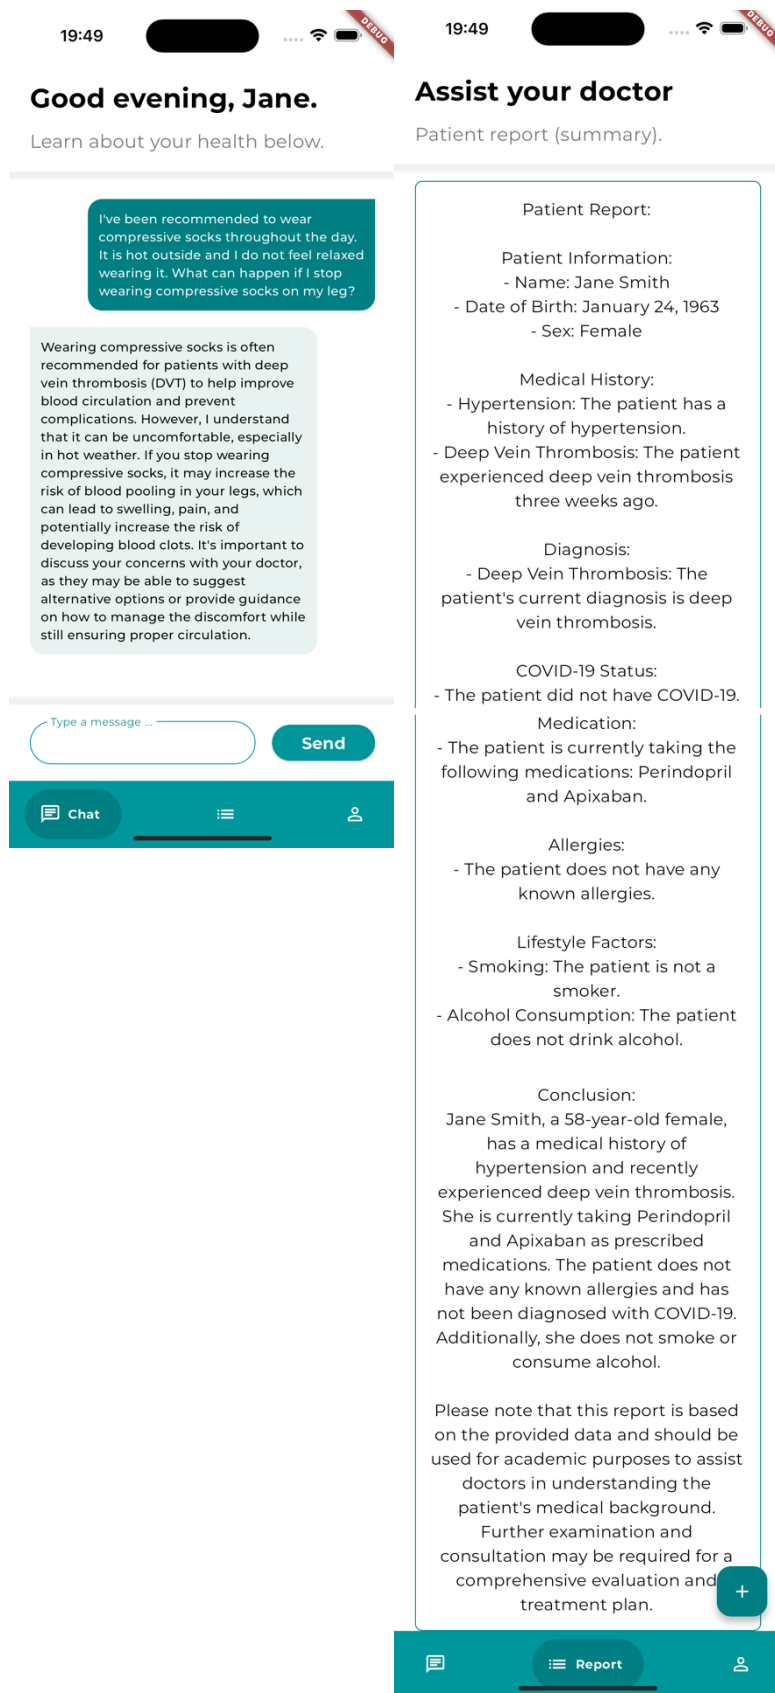 19:49
DEBUG
Good evening, Jane.
Learn about your health below.
I've been recommended to wear
compressive socks throughout the day.
It is hot outside and I do not feel relaxed
wearing it. What can happen if I stop
wearing compressive socks on my leg?
Wearing compressive socks is often
recommended for patients with deep
vein thrombosis (DVT) to help improve
blood circulation and prevent
complications. However, I understand
that it can be uncomfortable, especially
in hot weather. If you stop wearing
compressive socks, it may increase the
risk of blood pooling in your legs, which
can lead to swelling, pain, and
potentially increase the risk of
developing blood clots. It's important to
discuss your concerns with your doctor,
as they may be able to suggest
alternative options or provide guidance
on how to manage the discomfort while
still ensuring proper circulation.
Type a message ...
Send
Chat
19:49
DEBUG
Assist your doctor
Patient report (summary).
Patient Report:
Patient Information:
- Name: Jane Smith
- Date of Birth: January 24, 1963
- Sex: Female
Medical History:
- Hypertension: The patient has a
history of hypertension.
- Deep Vein Thrombosis: The patient
experienced deep vein thrombosis
three weeks ago.
Diagnosis:
- Deep Vein Thrombosis: The
patient's current diagnosis is deep
vein thrombosis.
COVID-19 Status:
- The patient did not have COVID-19.
Medication:
- The patient is currently taking the
following medications: Perindopril
and Apixaban.
Allergies:
- The patient does not have any
known allergies.
Lifestyle Factors:
- Smoking: The patient is not a
smoker.
- Alcohol Consumption: The patient
does not drink alcohol.
Conclusion:
Jane Smith, a 58-year-old female,
has a medical history of
hypertension and recently
experienced deep vein thrombosis.
She is currently taking Perindopril
and Apixaban as prescribed
medications. The patient does not
have any known allergies and has
not been diagnosed with COVID-19.
Additionally, she does not smoke or
consume alcohol.
Please note that this report is based
on the provided data and should be
used for academic purposes to assist
doctors in understanding the
patient's medical background.
Further examination and
consultation may be required for a
comprehensive evaluation and
treatment plan.
+
Report